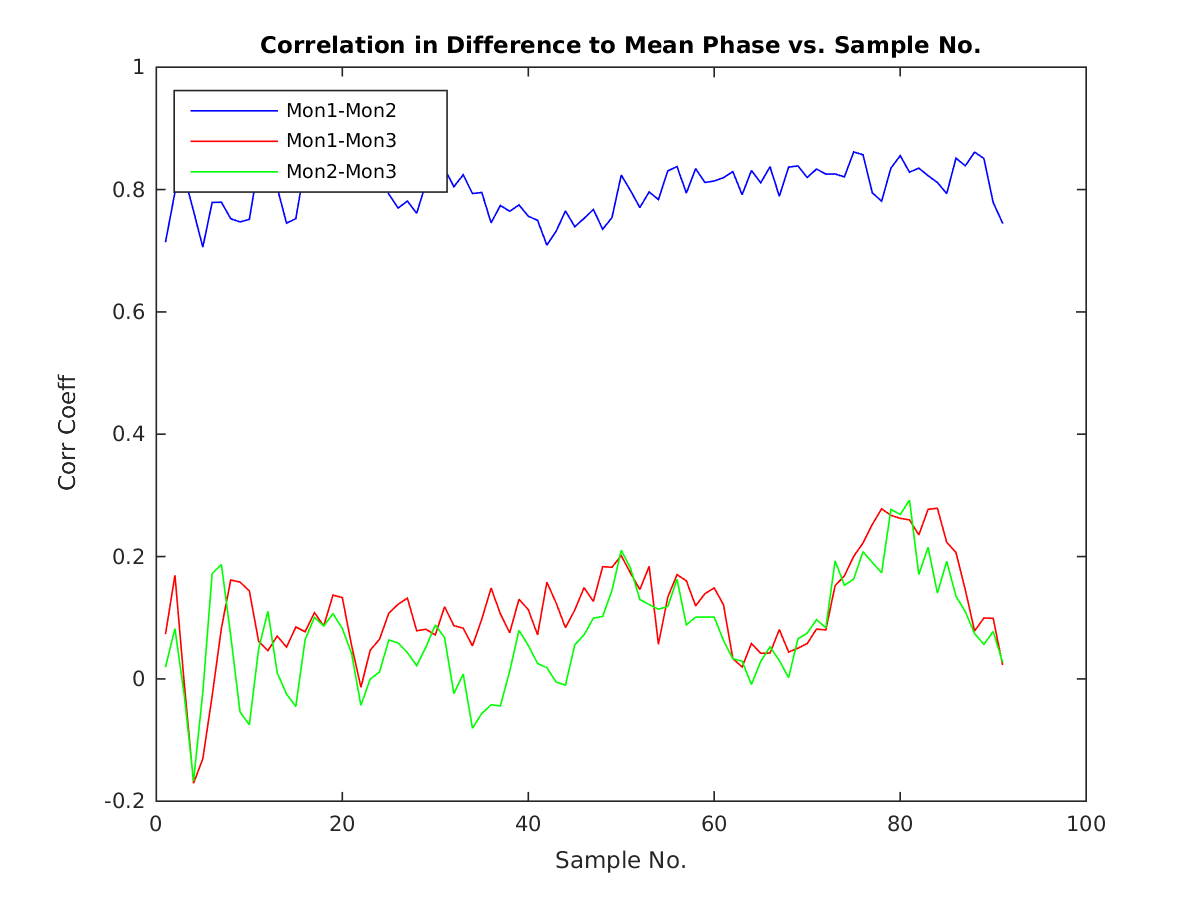 Correlation in Difference to Mean Phase vs. Sample No.
1
Mon1-Mon2
Mon1-Mon3
Mon2-Mon3
0.8
0.6
0.4
0.2
0
-0.2
Corr Coeff
0 20 40 60 80 100
Sample No.